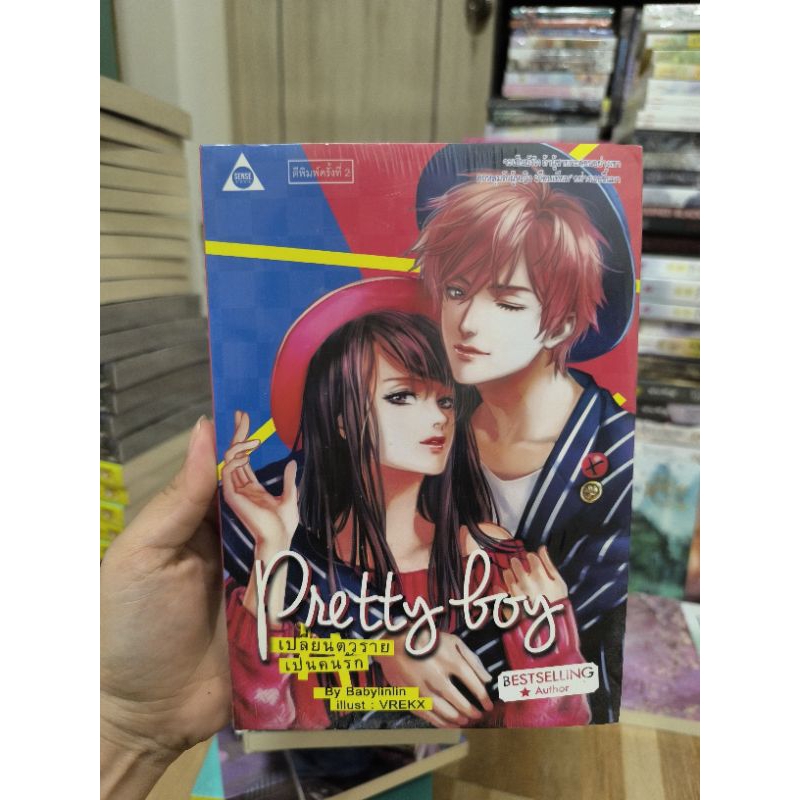 SENSE
BOOK
ตีพิมพ์ครั้งที่ 2
Pretty boy
เปลี่ยนตัวร้าย
เป็นคนรัก
By Babylinlin
illust : VREKX
BESTSELLING
Author